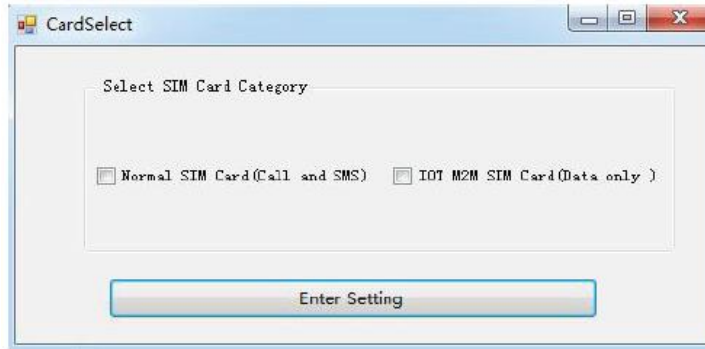 CardSelect
Select SIM Card Category
Normal SIM Card(Call and SMS)
IOT M2M SIM Card(Data only )
Enter Setting